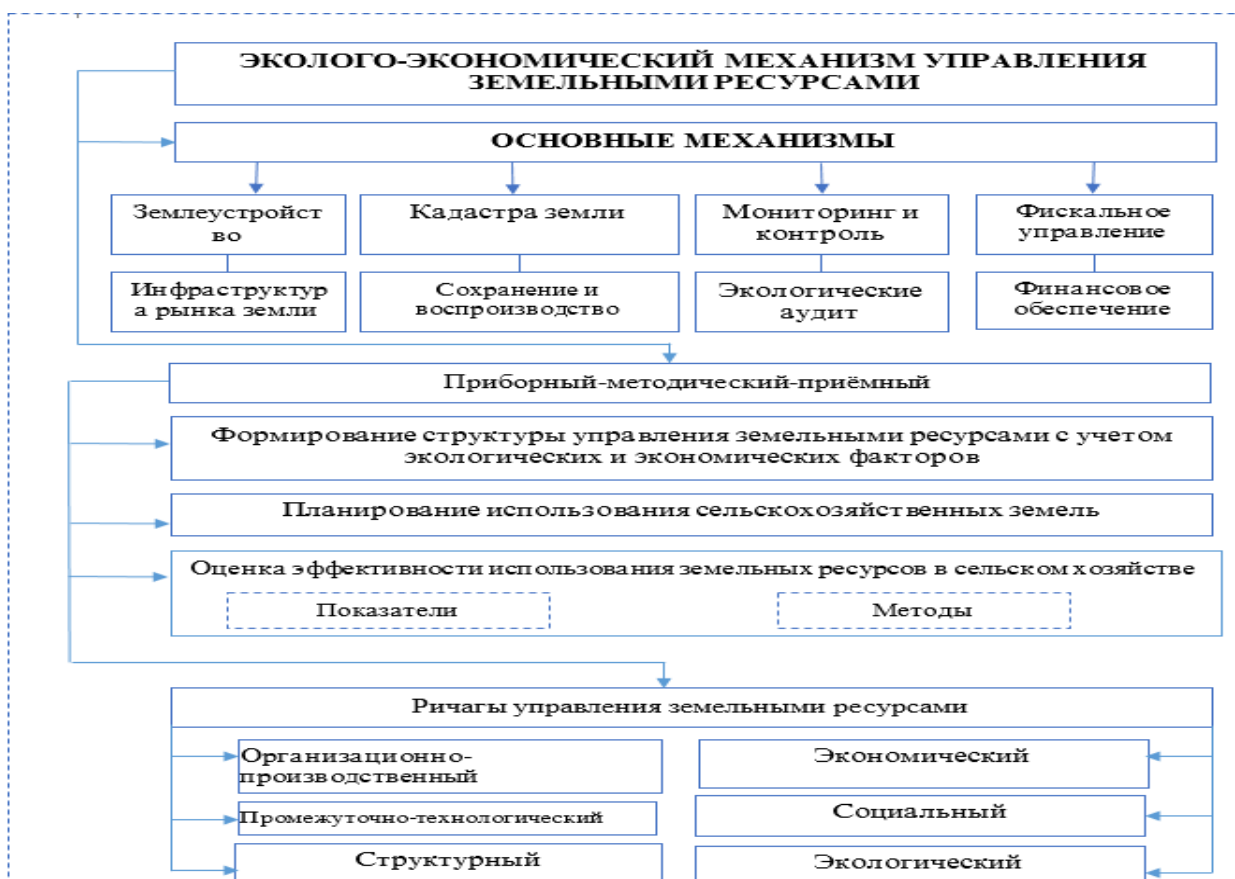 ЭКОЛОГО-ЭКОНОМИЧЕСКИЙ МЕХАНИЗМ УПРАВЛЕНИЯ
ЗЕМЕЛЬНЫМИ РЕСУРСАМИ
ОСНОВНЫЕ МЕХАНИЗМЫ
Землеустройст
во
Кадастра земли
Мониторинг и
контроль
Фискальное
управление
Инфраструктур
а рынка земли
Сохранение и
воспроизводство
Экологические
аудит
Финансовое
обеспечение
Приборный-методический-приёмный
Формирование структуры управления земельными ресурсами с учетом
экологических и экономических факторов
Планирование использования сельскохозяйственных земель
Оценка эффективности использования земельных ресурсов в сельском хозяйстве
Показатели
Методы
Ричагы управления земельными ресурсами
Организационно-
производственный
Экономический
Промежуточно-технологический
Социальный
Структурный
Экологический